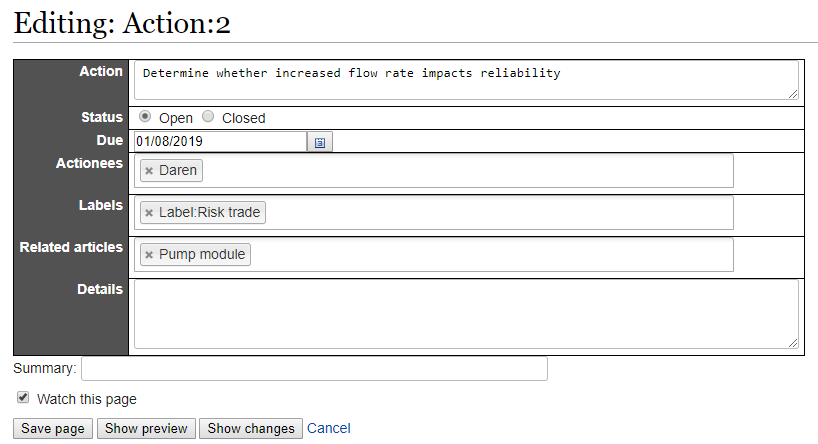 Editing: Action:2
Action Determine whether increased flow rate impacts reliability
Status Open Closed
Due 01/08/2019
Actionees × Daren
Labels × Label:Risk trade
Related articles × Pump module
Details
Summary:
Watch this page
Save page Show preview Show changes Cancel